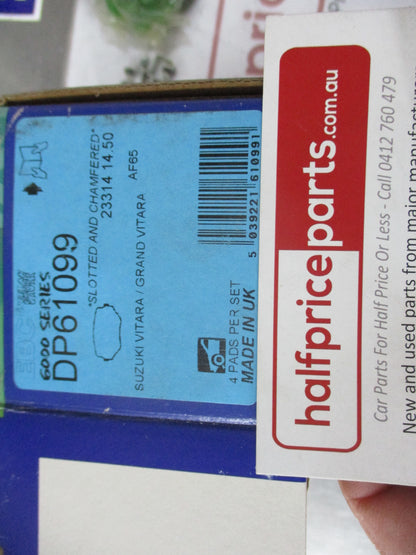 6000 SERIES
DP61099
*SLOTTED AND CHAMFERED*
23314 14.50
AF65
SUZUKI VITARA / GRAND VITARA
4 PADS PER SET
MADE IN UK
5 039221 610991
halfpriceparts.com.au
Car Parts For Half Price Or Less - Call 0412 760 479
New and used parts from major manufacturers